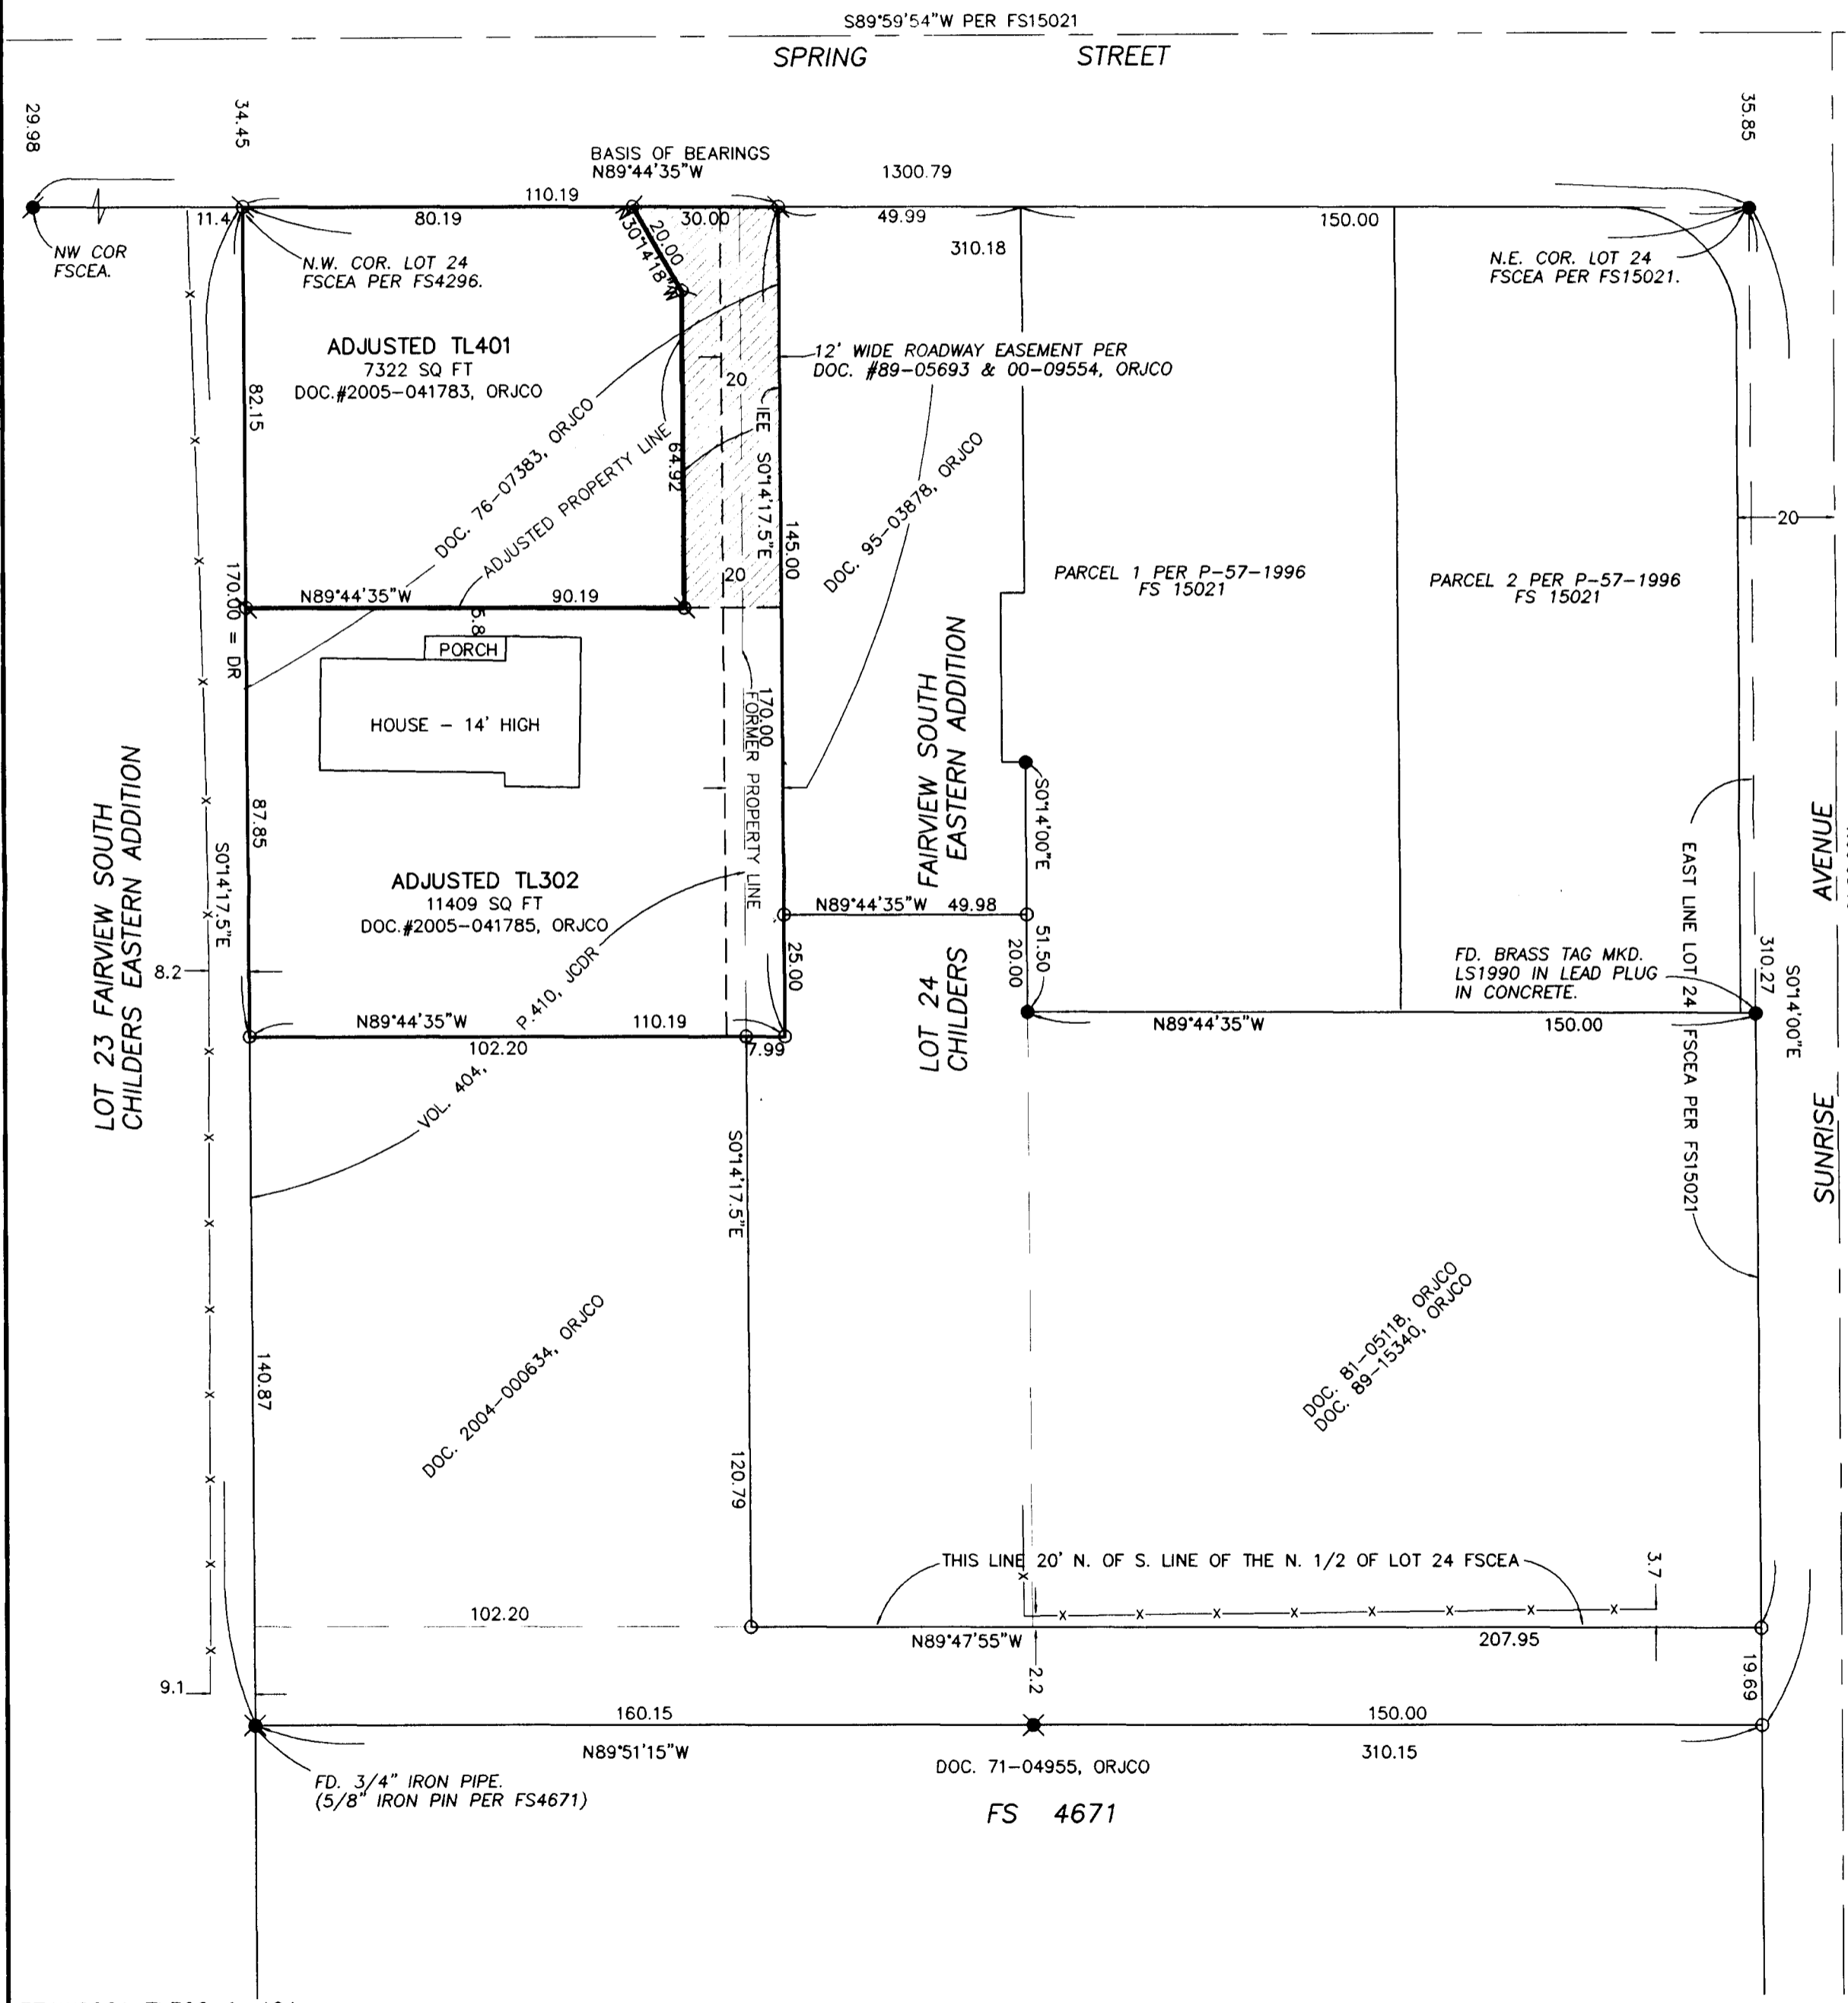 S89°59'54"W PER FS15021
SPRING STREET
29.98
34.45
35.85
BASIS OF BEARINGS
N89°44'35"W
1300.79
110.19
11.4
80.19
30.00
49.99
150.00
310.18
NW COR
FSCEA.
N.W. COR. LOT 24
FSCEA PER FS4296.
20.00
N30°14'18"W
N.E. COR. LOT 24
FSCEA PER FS15021.
ADJUSTED TL401
7322 SQ FT
DOC.#2005-041783, ORJCO
12' WIDE ROADWAY EASEMENT PER
DOC. #89-05693 & 00-09554, ORJCO
20
82.15
DOC. 76-07383, ORJCO
ADJUSTED PROPERTY LINE
64.92
IEE
S0°14'17.5"E
145.00
DOC. 95-03878, ORJCO
20
20
PARCEL 1 PER P-57-1996
FS 15021
PARCEL 2 PER P-57-1996
FS 15021
170.00 = DR
N89°44'35"W
90.19
5.8
PORCH
HOUSE - 14' HIGH
170.00
FORMER PROPERTY LINE
LOT 24 FAIRVIEW SOUTH
CHILDERS EASTERN ADDITION
S0°14'00"E
LOT 23 FAIRVIEW SOUTH
CHILDERS EASTERN ADDITION
87.85
S0°14'17.5"E
ADJUSTED TL302
11409 SQ FT
DOC.#2005-041785, ORJCO
N89°44'35"W 49.98
51.50
20.00
25.00
8.2
EAST LINE LOT 24 FSCEA PER FS15021
SUNRISE AVENUE
FD. BRASS TAG MKD.
LS1990 IN LEAD PLUG
IN CONCRETE.
310.27
S0°14'00"E
N89°44'35"W
110.19
102.20
7.99
N89°44'35"W
150.00
VOL. 404, P.410, JCDR
S0°14'17.5"E
140.87
DOC. 2004-000634, ORJCO
120.79
DOC. 81-05118, ORJCO
DOC. 89-15340, ORJCO
THIS LINE 20' N. OF S. LINE OF THE N. 1/2 OF LOT 24 FSCEA
3.7
102.20
N89°47'55"W
207.95
2.2
19.69
9.1
160.15
150.00
N89°51'15"W
DOC. 71-04955, ORJCO
310.15
FD. 3/4" IRON PIPE.
(5/8" IRON PIN PER FS4671)
FS 4671